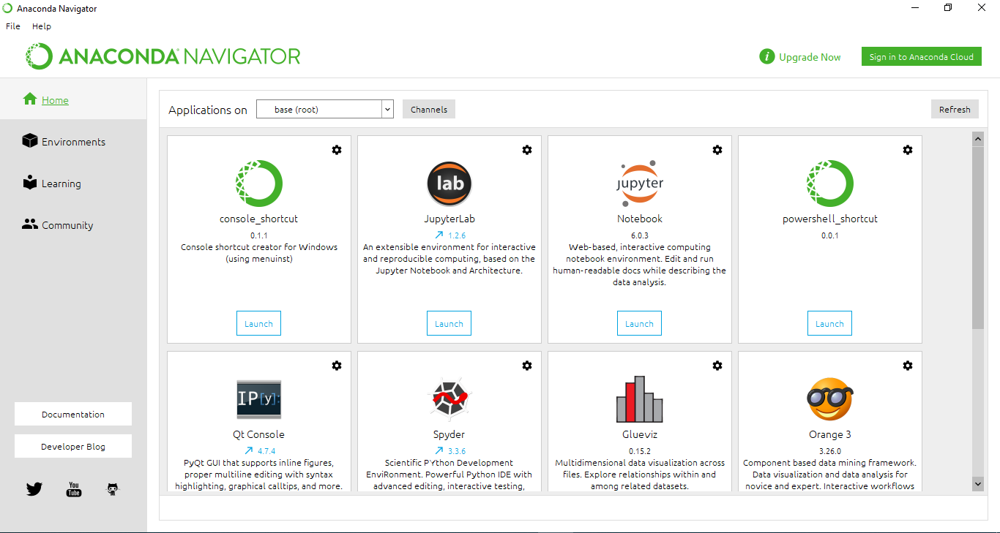 Anaconda Navigator
File Help
ANACONDA NAVIGATOR
i Upgrade Now
Sign in to Anaconda Cloud
Home
Environments
Learning
Community
Documentation
Developer Blog
You Tube
Applications on base (root) Channels Refresh
console_shortcut
0.1.1
Console shortcut creator for Windows
(using menuinst)
Launch
lab
JupyterLab
1.2.6
An extensible environment for interactive
and reproducible computing, based on the
Jupyter Notebook and Architecture.
Launch
jupyter
Notebook
6.0.3
Web-based, interactive computing
notebook environment. Edit and run
human-readable docs while describing the
data analysis.
Launch
powershell_shortcut
0.0.1
Launch
IP[y]:
Qt Console
4.7.4
PyQt GUI that supports inline figures,
proper multiline editing with syntax
highlighting, graphical calltips, and more.
Spyder
3.3.6
Scientific PYthon Development
EnviRonment. Powerful Python IDE with
advanced editing, interactive testing,
Glueviz
0.15.2
Multidimensional data visualization across
files. Explore relationships within and
among related datasets.
Orange 3
3.26.0
Component based data mining framework.
Data visualization and data analysis for
novice and expert. Interactive workflows